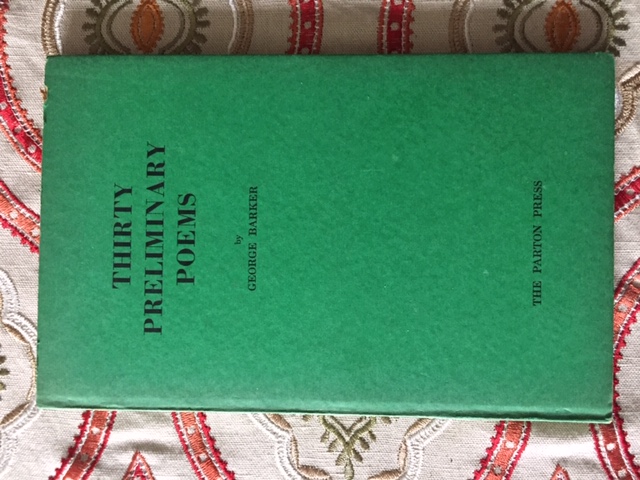 THIRTY
PRELIMINARY
POEMS
by
GEORGE BARKER
THE PARTON PRESS